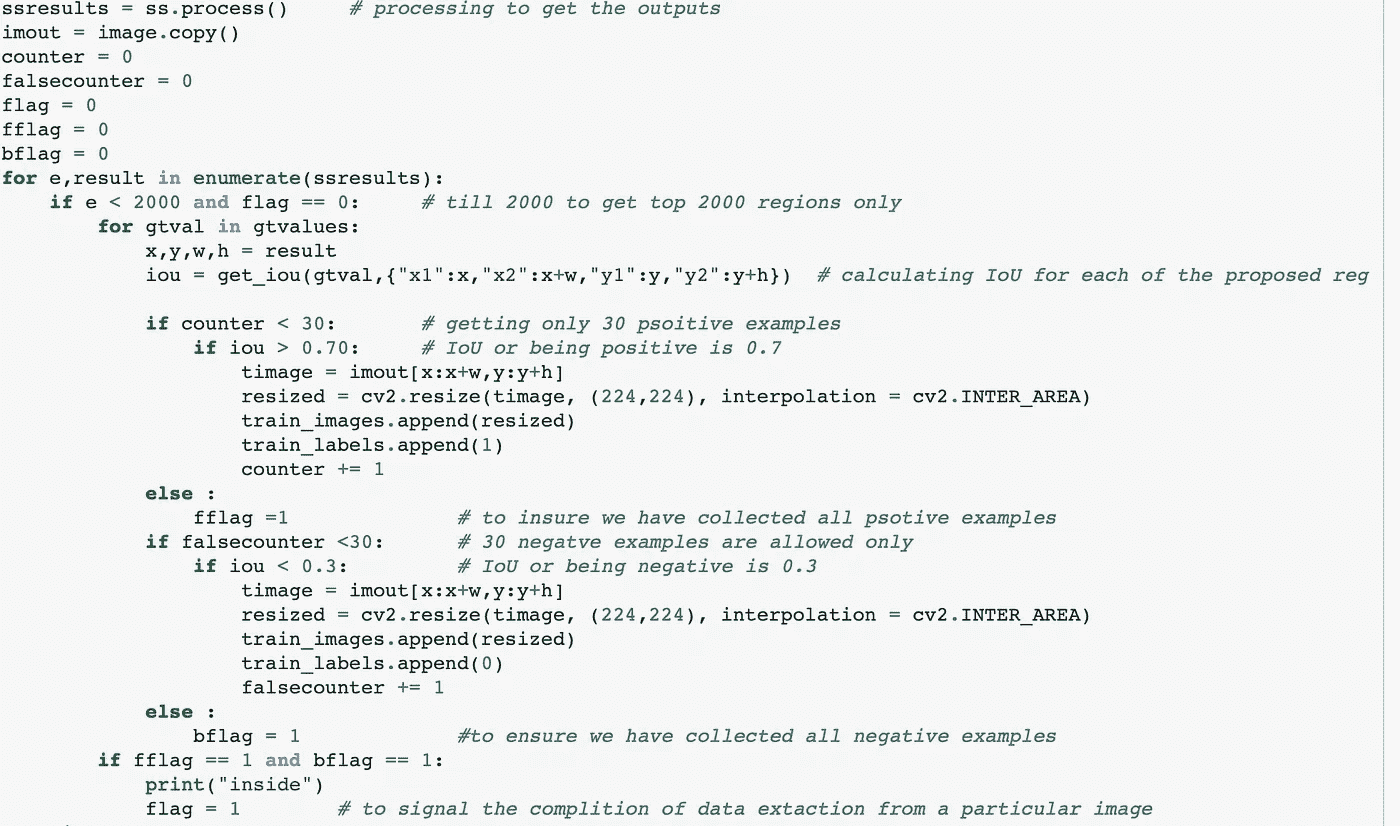 ssresults = ss.process()     # processing to get the outputs
imout = image.copy()
counter = 0
falsecounter = 0
flag = 0
fflag = 0
bflag = 0
for e,result in enumerate(ssresults):
    if e < 2000 and flag == 0:     # till 2000 to get top 2000 regions only
        for gtval in gtvalues:
            x,y,w,h = result
            iou = get_iou(gtval,{"x1":x,"x2":x+w,"y1":y,"y2":y+h})  # calculating IoU for each of the proposed reg
            if counter < 30:       # getting only 30 psoitive examples
                if iou > 0.70:     # IoU or being positive is 0.7
                    timage = imout[x:x+w,y:y+h]
                    resized = cv2.resize(timage, (224,224), interpolation = cv2.INTER_AREA)
                    train_images.append(resized)
                    train_labels.append(1)
                    counter += 1
            else :
                fflag =1              # to insure we have collected all psotive examples
            if falsecounter <30:      # 30 negatve examples are allowed only
                if iou < 0.3:         # IoU or being negative is 0.3
                    timage = imout[x:x+w,y:y+h]
                    resized = cv2.resize(timage, (224,224), interpolation = cv2.INTER_AREA)
                    train_images.append(resized)
                    train_labels.append(0)
                    falsecounter += 1
            else :
                bflag = 1             #to ensure we have collected all negative examples
        if fflag == 1 and bflag == 1:
            print("inside")
            flag = 1        # to signal the complition of data extaction from a particular image